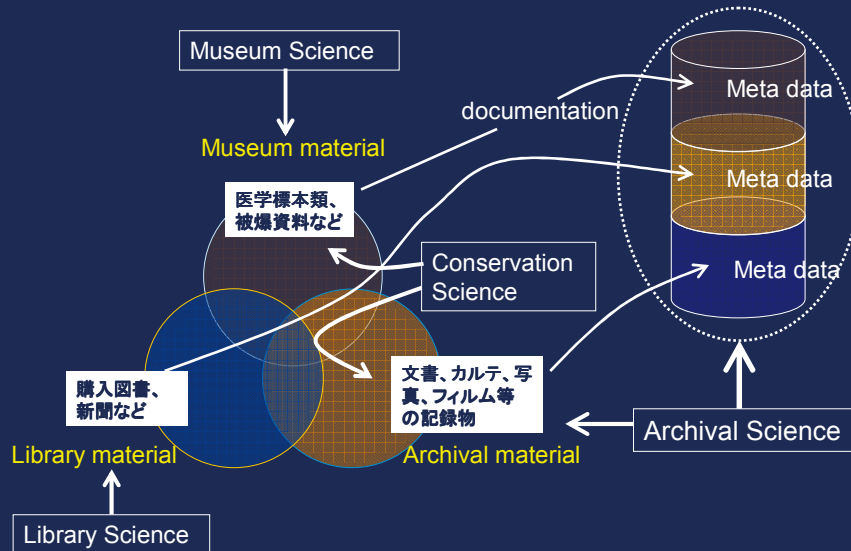 Museum Science
Meta data
documentation
Museum material
Meta data
医学標本類、
被爆資料など
Conservation
Science
Meta data
購入図書、
新聞など
文書、カルテ、写
真、フィルム等
の記録物
Library material
Archival material
Archival Science
Library Science